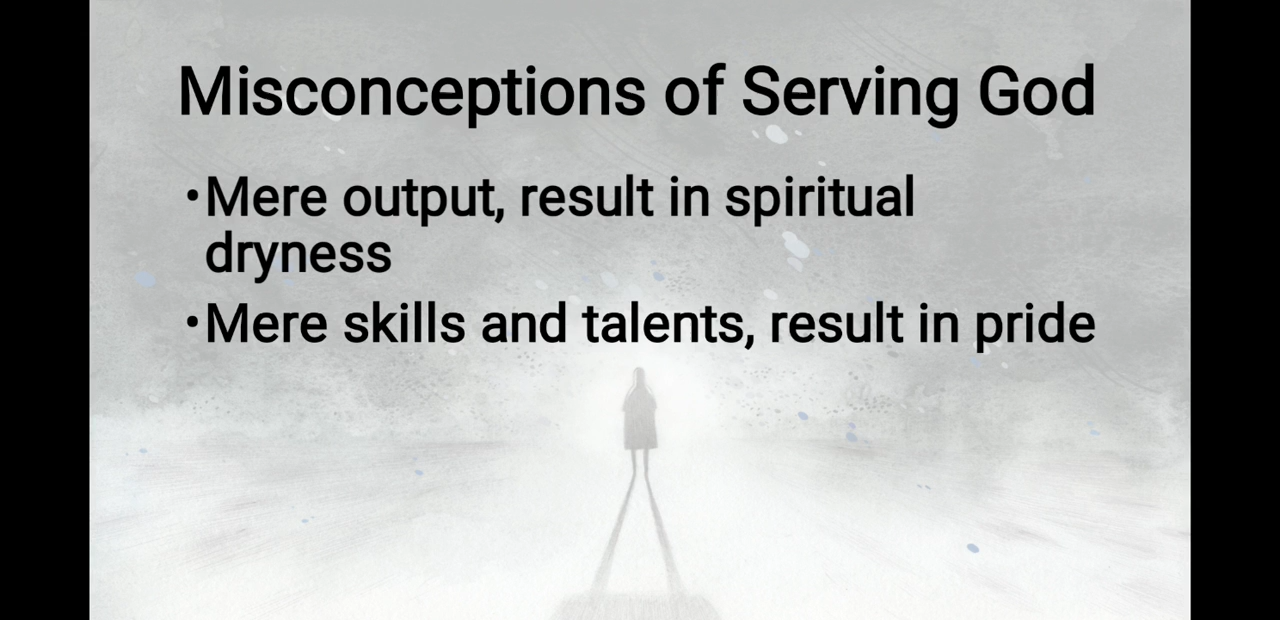 Misconceptions of Serving God
•Mere output, result in spiritual
dryness
•Mere skills and talents, result in pride